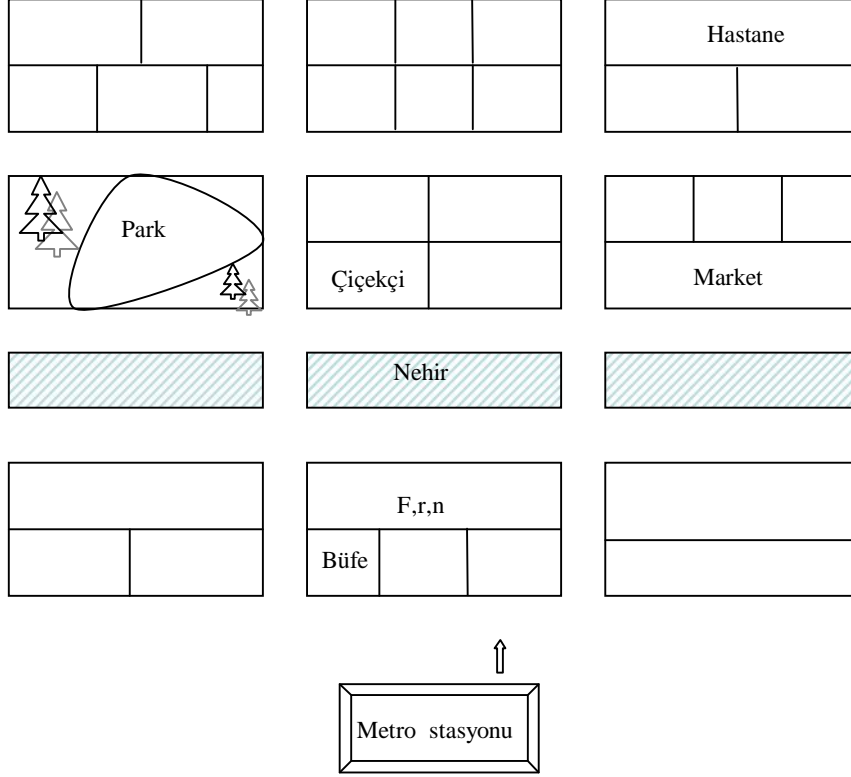 Hastane
Park
Çiçekçi
Market
Nehir
F,r,n
Büfe
Metro stasyonu